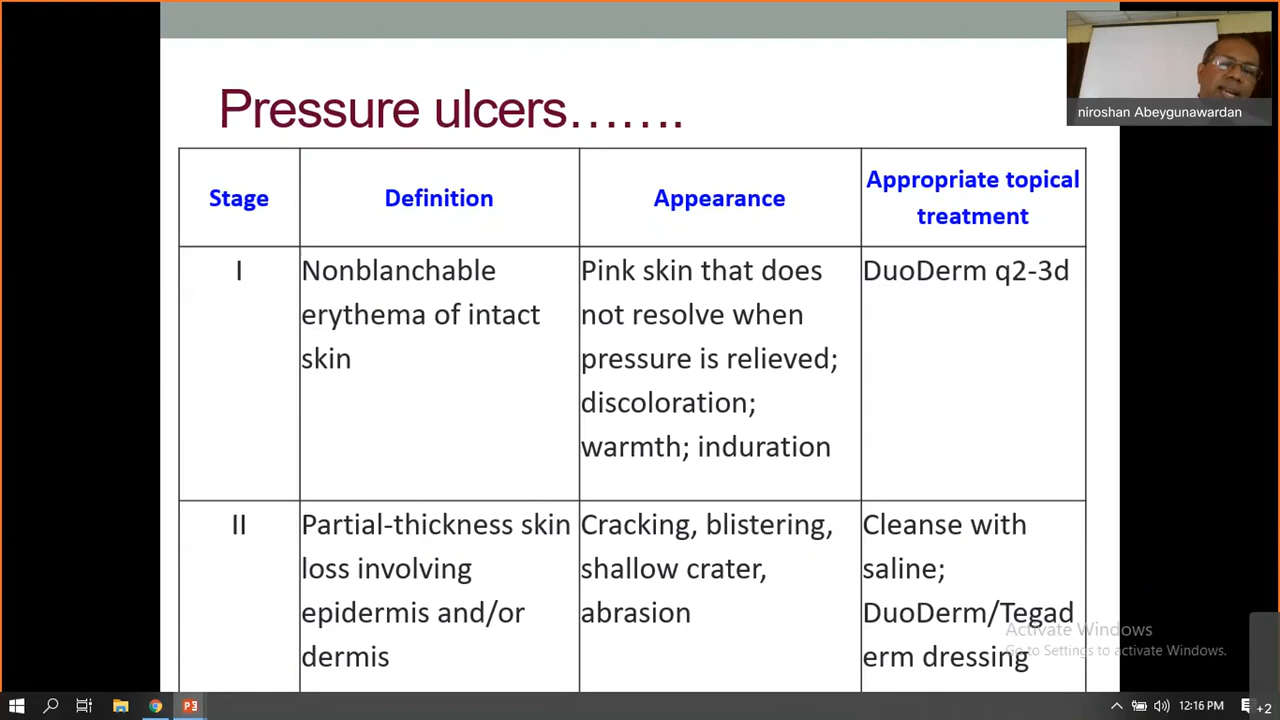 niroshan Abeygunawardan
Pressure ulcers…….
Stage
Definition
Appearance
Appropriate topical
treatment
I
Nonblanchable
erythema of intact
skin
Pink skin that does
not resolve when
pressure is relieved;
discoloration;
warmth; induration
DuoDerm q2-3d
II
Partial-thickness skin
loss involving
epidermis and/or
dermis
Cracking, blistering,
shallow crater,
abrasion
Cleanse with
saline;
DuoDerm/Tegad
erm dressing
Activate Windows
Go to Settings to activate Windows.
12:16 PM
+2